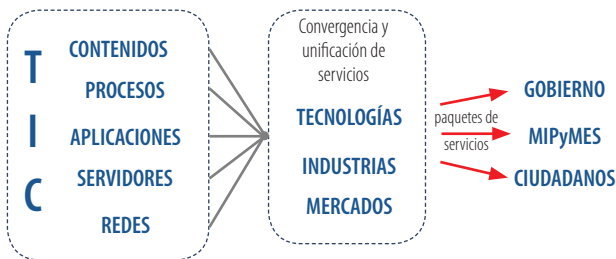 T
I
C
CONTENIDOS
PROCESOS
APLICACIONES
SERVIDORES
REDES
Convergencia y
unificación de
servicios
TECNOLOGÍAS
INDUSTRIAS
MERCADOS
paquetes de
servicios
GOBIERNO
MIPyMES
CIUDADANOS